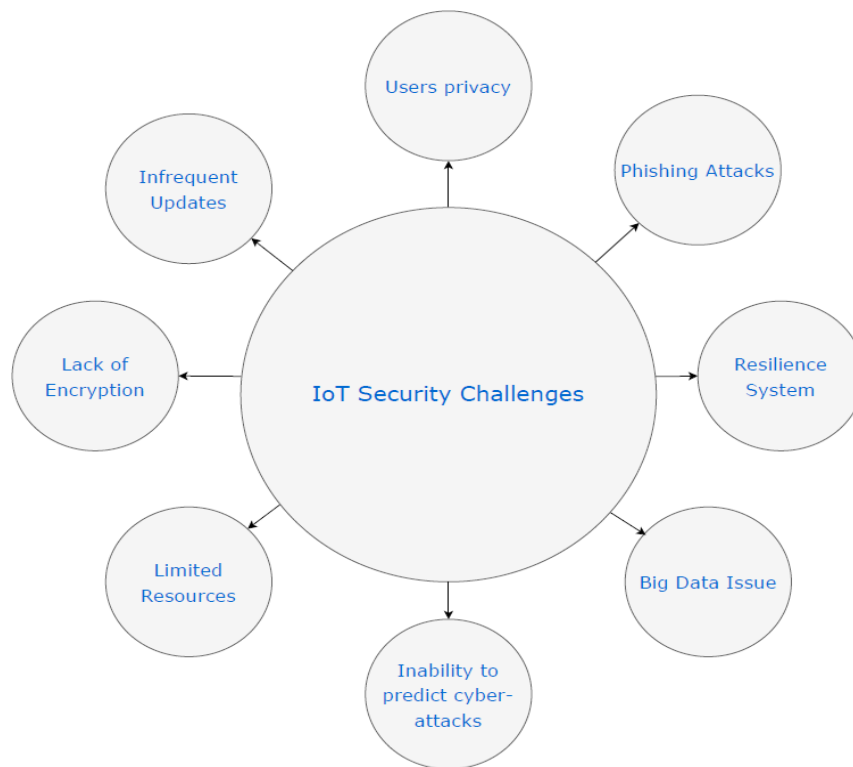 Users privacy
Phishing Attacks
Infrequent
Updates
Resilience
System
Lack of
Encryption
IoT Security Challenges
Limited
Resources
Big Data Issue
Inability to
predict cyber-
attacks